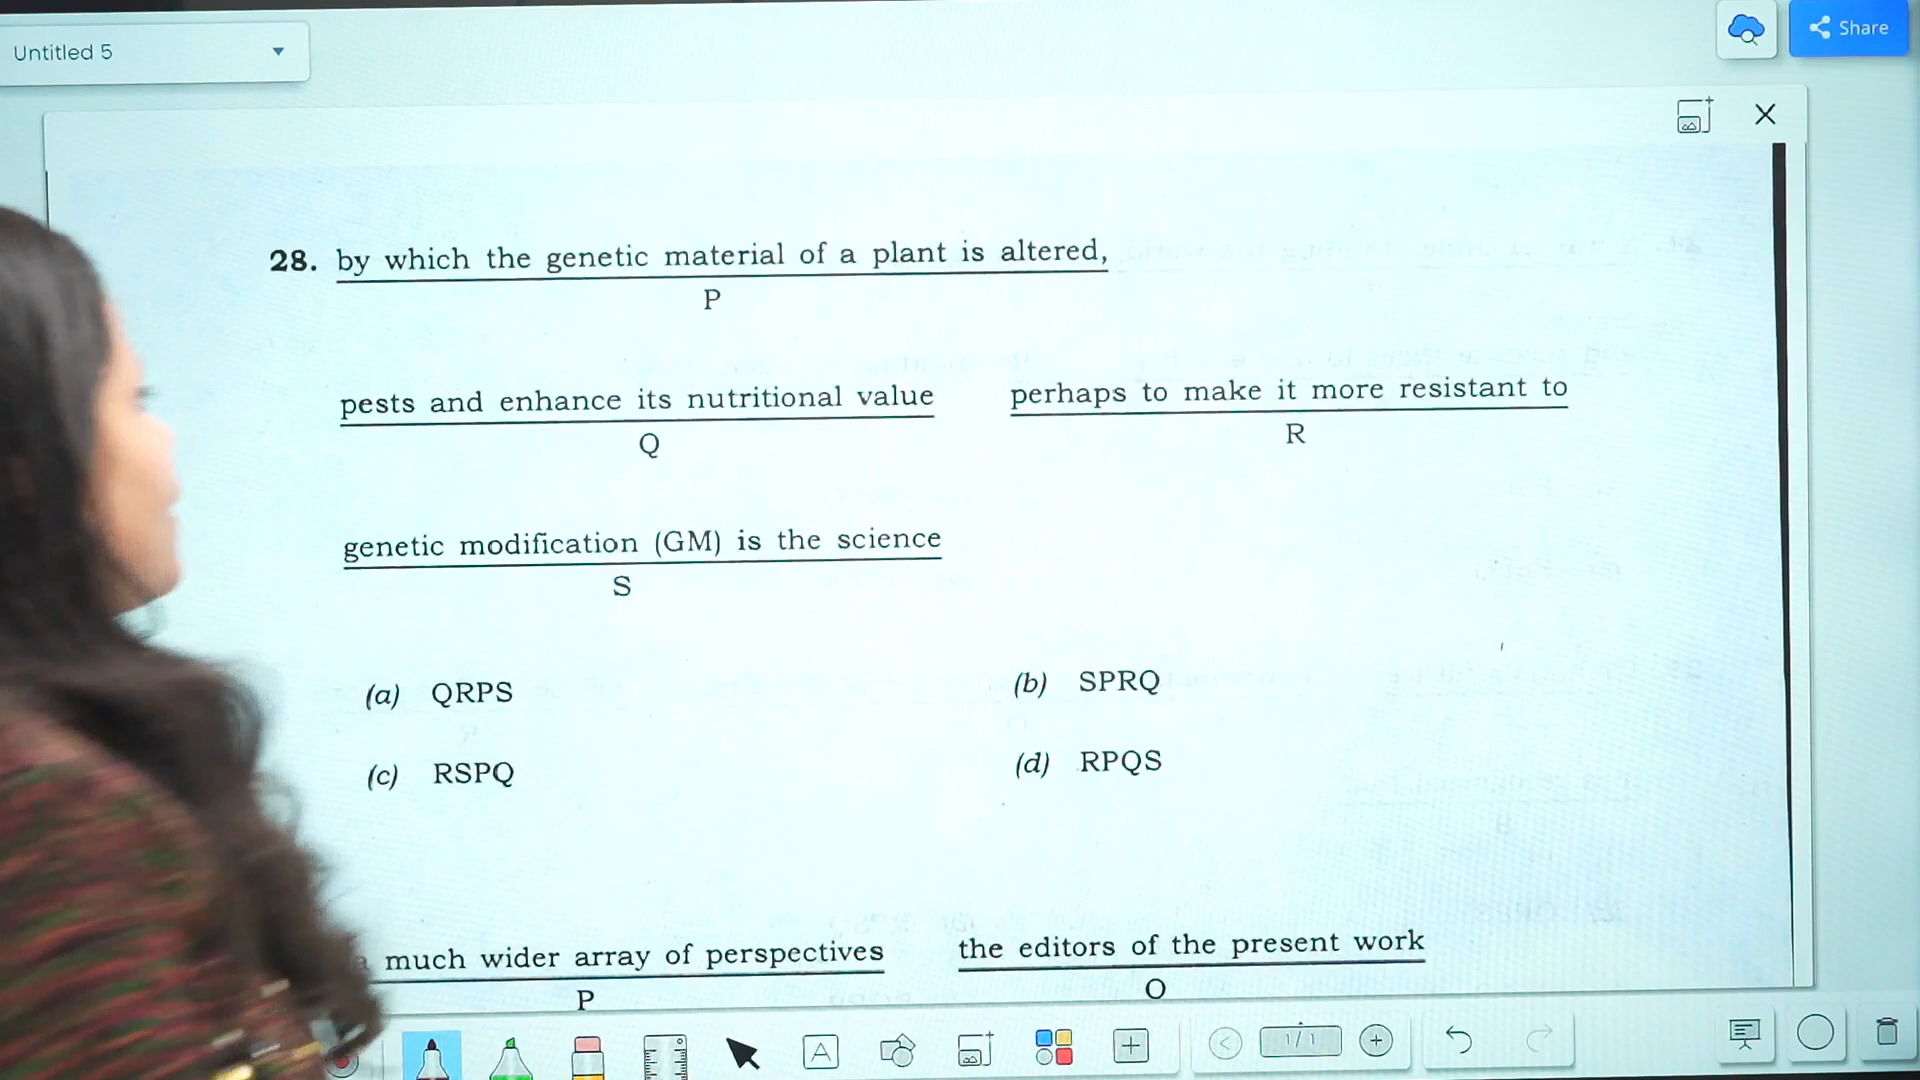 Untitled 5
Share
28. by which the genetic material of a plant is altered,
P
pests and enhance its nutritional value perhaps to make it more resistant to
Q R
genetic modification (GM) is the science
S
(a) QRPS (b) SPRQ
(c) RSPQ (d) RPQS
much wider array of perspectives the editors of the present work
P
A
1/1